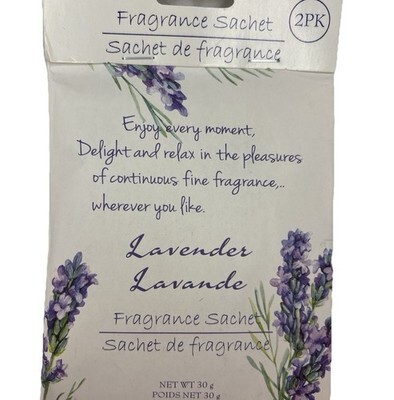 Fragrance Sachet
2PK
Sachet de fragrance
Enjoy every moment,
Delight and relax in the pleasures
of continuous fine fragrance,..
wherever you like.
Lavender
Lavande
Fragrance Sachet
Sachet de fragrance
NET WT 30 g
POIDS NET 30 g